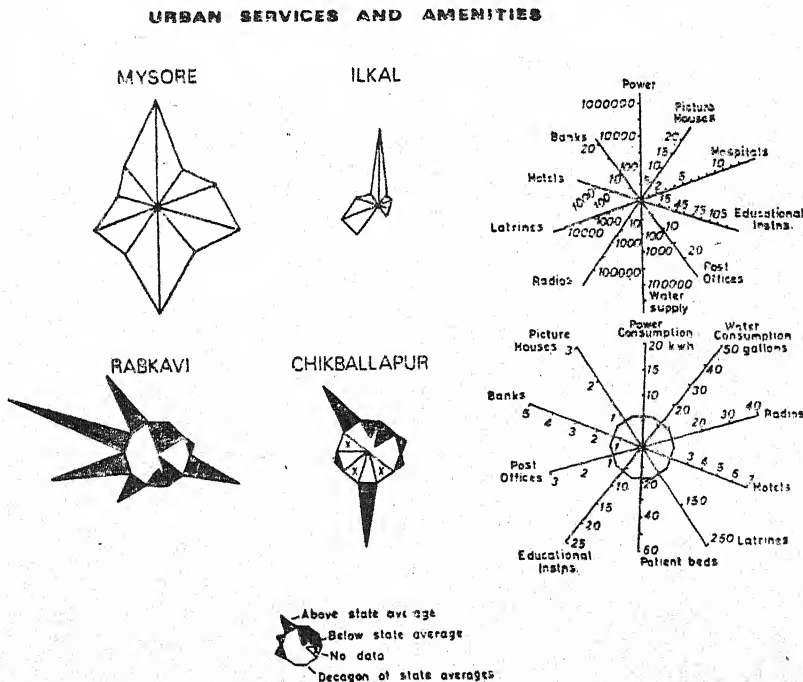 URBAN SERVICES AND AMENITIES
MYSORE
ILKAL
Power
1000000
10000
100
Picture
Houses
20
15
10
5
Hospitals
10
5
2
Banks
20
10
Hotels
1000
100
Educational
Instns.
15 45 75 105
Latrines
10000
1000
Radios
100000
1000
10
Post
Offices
20
10
100000
1000
100
Water
supply
RABKAVI
CHIKBALLAPUR
Power
Consumption
20 kwh
15
10
Water
Consumption
50 gallons
40
30
20
Picture
Houses
3
2
1
Radios
40
30
20
Banks
5 4 3 2 1
Hotels
3 4 5 6 7
Post
Offices
3 2 1
250 Latrines
150
Educational
Instns.
25
20
15
10
Patient beds
60
40
20
x
x x
Above state average
Below state average
No data
Decagon of state averages